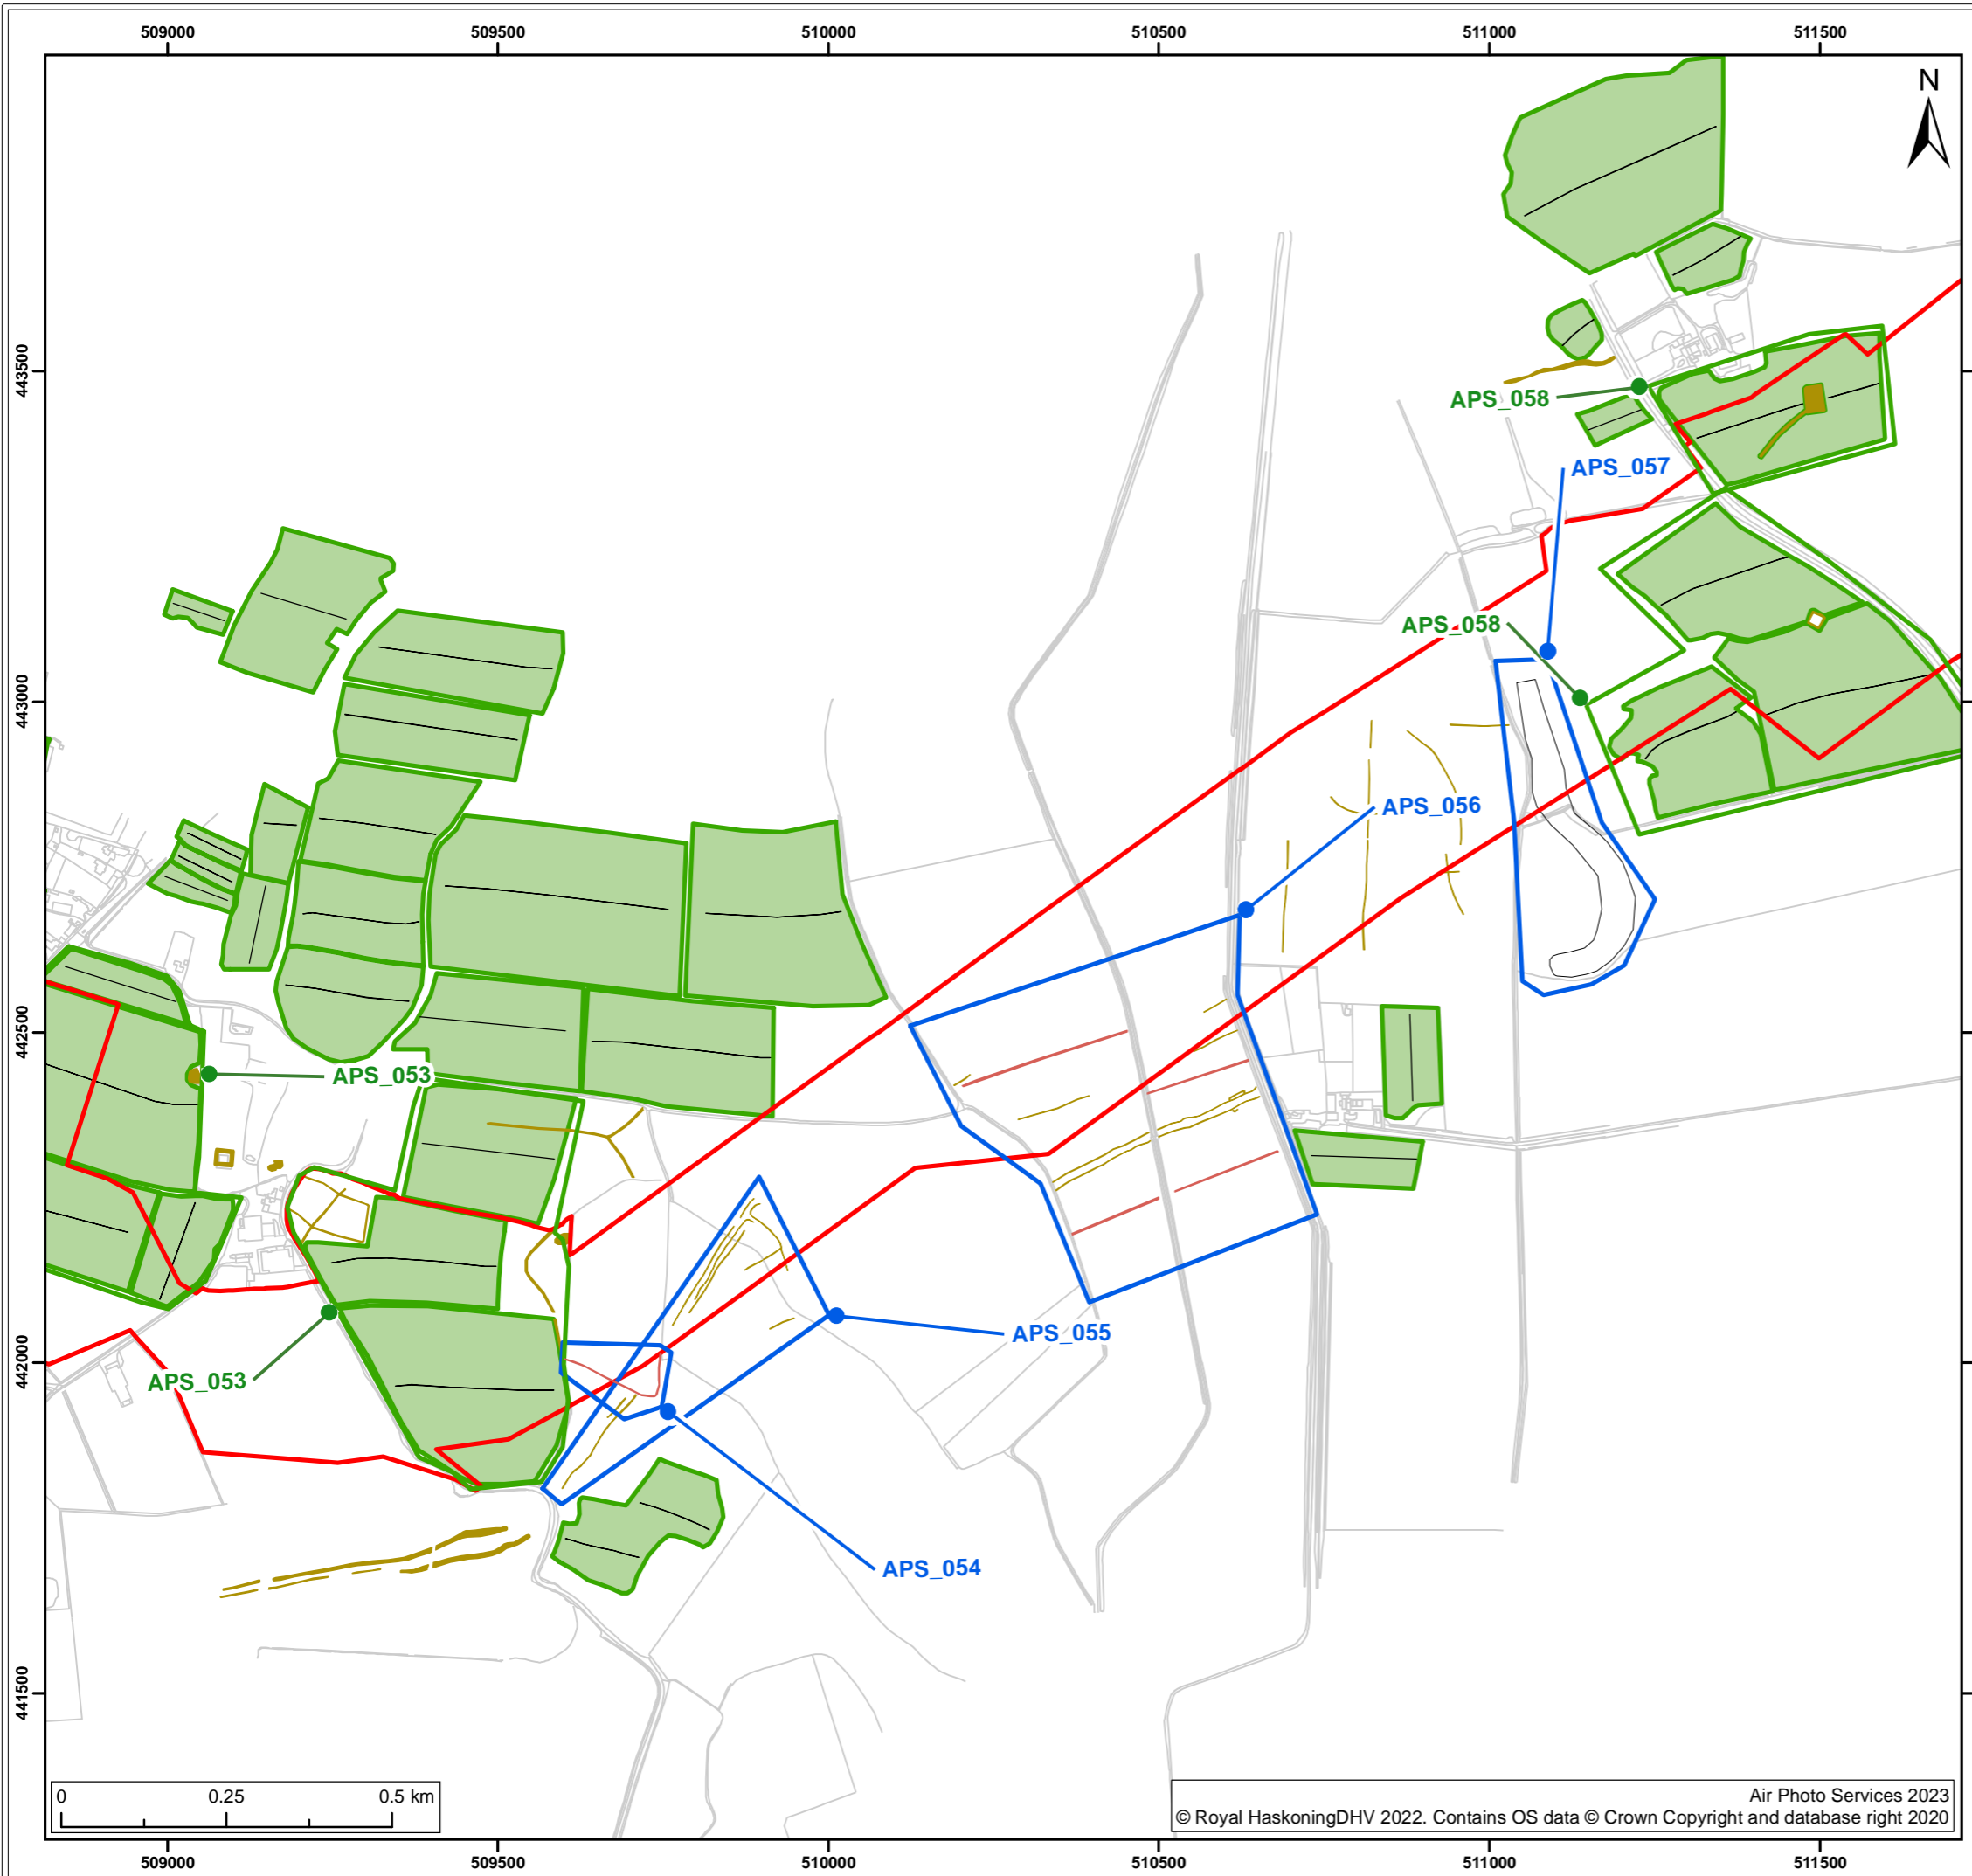 509000 509500 510000 510500 511000 511500
N
443500
APS_058
APS_057
APS_058
443000
APS_056
442500
APS_053
APS_055
442000
APS_053
APS_054
441500
0 0.25 0.5 km
Air Photo Services 2023
© Royal HaskoningDHV 2022. Contains OS data © Crown Copyright and database right 2020
509000 509500 510000 510500 511000 511500